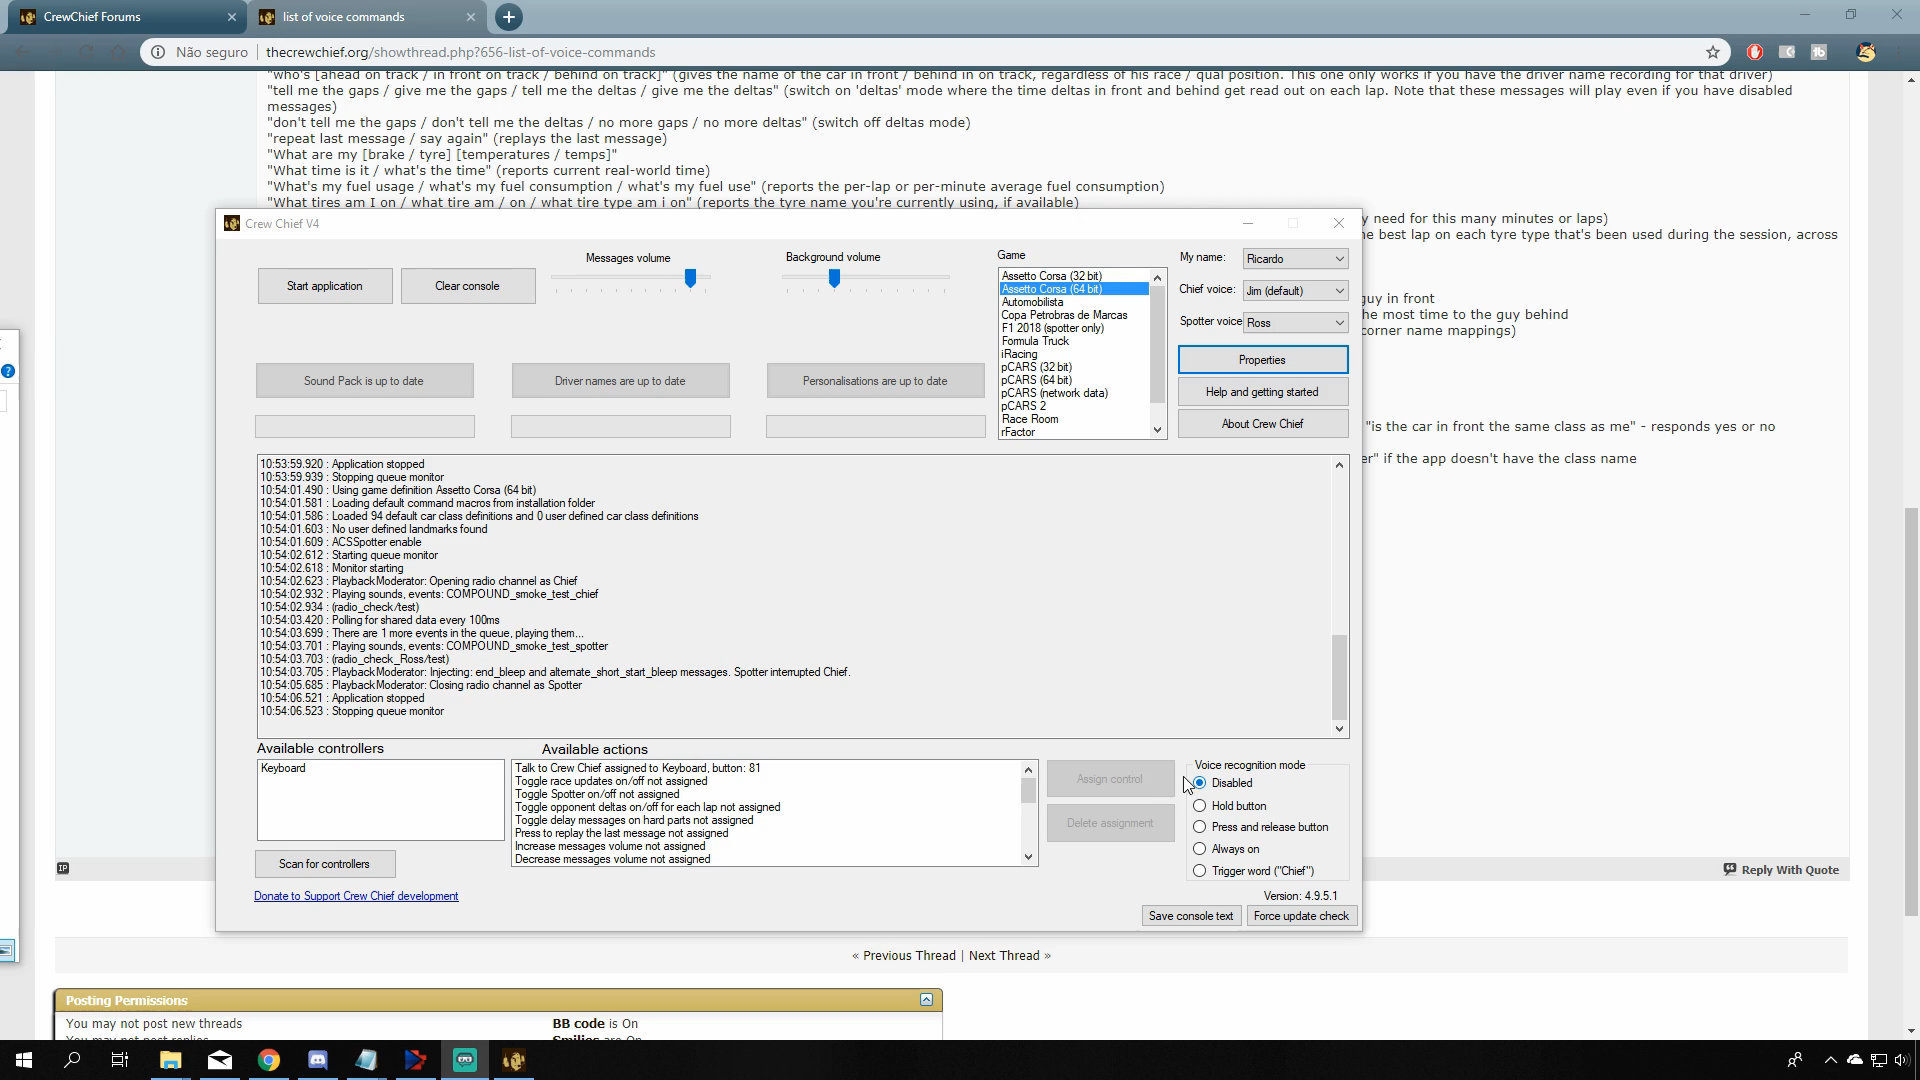 CrewChief Forums
list of voice commands
Não seguro
thecrewchief.org/showthread.php?656-list-of-voice-commands
"who's [ahead on track / in front on track / behind on track]" (gives the name of the car in front / behind in on track, regardless of his race / qual position. This one only works if you have the driver name recording for that driver)
"tell me the gaps / give me the gaps / tell me the deltas / give me the deltas" (switch on 'deltas' mode where the time deltas in front and behind get read out on each lap. Note that these messages will play even if you have disabled
messages)
"don't tell me the gaps / don't tell me the deltas / no more gaps / no more deltas" (switch off deltas mode)
"repeat last message / say again" (replays the last message)
"What are my [brake / tyre] [temperatures / temps]"
"What time is it / what's the time" (reports current real-world time)
"What's my fuel usage / what's my fuel consumption / what's my fuel use" (reports the per-lap or per-minute average fuel consumption)
"What tires am I on / what tire am / on / what tire type am i on" (reports the tyre name you're currently using, if available)
y need for this many minutes or laps)
e best lap on each tyre type that's been used during the session, across
guy in front
he most time to the guy behind
corner name mappings)
"is the car in front the same class as me" - responds yes or no
er" if the app doesn't have the class name
Crew Chief V4
Messages volume
Background volume
Start application
Clear console
Sound Pack is up to date
Driver names are up to date
Personalisations are up to date
Game
Assetto Corsa (32 bit)
Assetto Corsa (64 bit)
Automobilista
Copa Petrobras de Marcas
F1 2018 (spotter only)
Formula Truck
iRacing
pCARS (32 bit)
pCARS (64 bit)
pCARS (network data)
pCARS 2
Race Room
rFactor
My name:
Ricardo
Chief voice:
Jim (default)
Spotter voice
Ross
Properties
Help and getting started
About Crew Chief
10:53:59.920 : Application stopped
10:53:59.939 : Stopping queue monitor
10:54:01.490 : Using game definition Assetto Corsa (64 bit)
10:54:01.581 : Loading default command macros from installation folder
10:54:01.586 : Loaded 94 default car class definitions and 0 user defined car class definitions
10:54:01.603 : No user defined landmarks found
10:54:01.609 : ACSSpotter enable
10:54:02.612 : Starting queue monitor
10:54:02.618 : Monitor starting
10:54:02.623 : PlaybackModerator: Opening radio channel as Chief
10:54:02.932 : Playing sounds, events: COMPOUND_smoke_test_chief
10:54:02.934 : (radio_check/test)
10:54:03.420 : Polling for shared data every 100ms
10:54:03.699 : There are 1 more events in the queue, playing them...
10:54:03.701 : Playing sounds, events: COMPOUND_smoke_test_spotter
10:54:03.703 : (radio_check_Ross/test)
10:54:03.705 : PlaybackModerator: Injecting: end_bleep and alternate_short_start_bleep messages. Spotter interrupted Chief.
10:54:05.685 : PlaybackModerator: Closing radio channel as Spotter
10:54:06.521 : Application stopped
10:54:06.523 : Stopping queue monitor
Available controllers
Keyboard
Scan for controllers
Donate to Support Crew Chief development
Available actions
Talk to Crew Chief assigned to Keyboard, button: 81
Toggle race updates on/off not assigned
Toggle Spotter on/off not assigned
Toggle opponent deltas on/off for each lap not assigned
Toggle delay messages on hard parts not assigned
Press to replay the last message not assigned
Increase messages volume not assigned
Decrease messages volume not assigned
Assign control
Delete assignment
Voice recognition mode
Disabled
Hold button
Press and release button
Always on
Trigger word ("Chief")
Version: 4.9.5.1
Save console text
Force update check
IP
Reply With Quote
« Previous Thread | Next Thread »
Posting Permissions
You may not post new threads
BB code is On
You may not post replies
Smilies are On